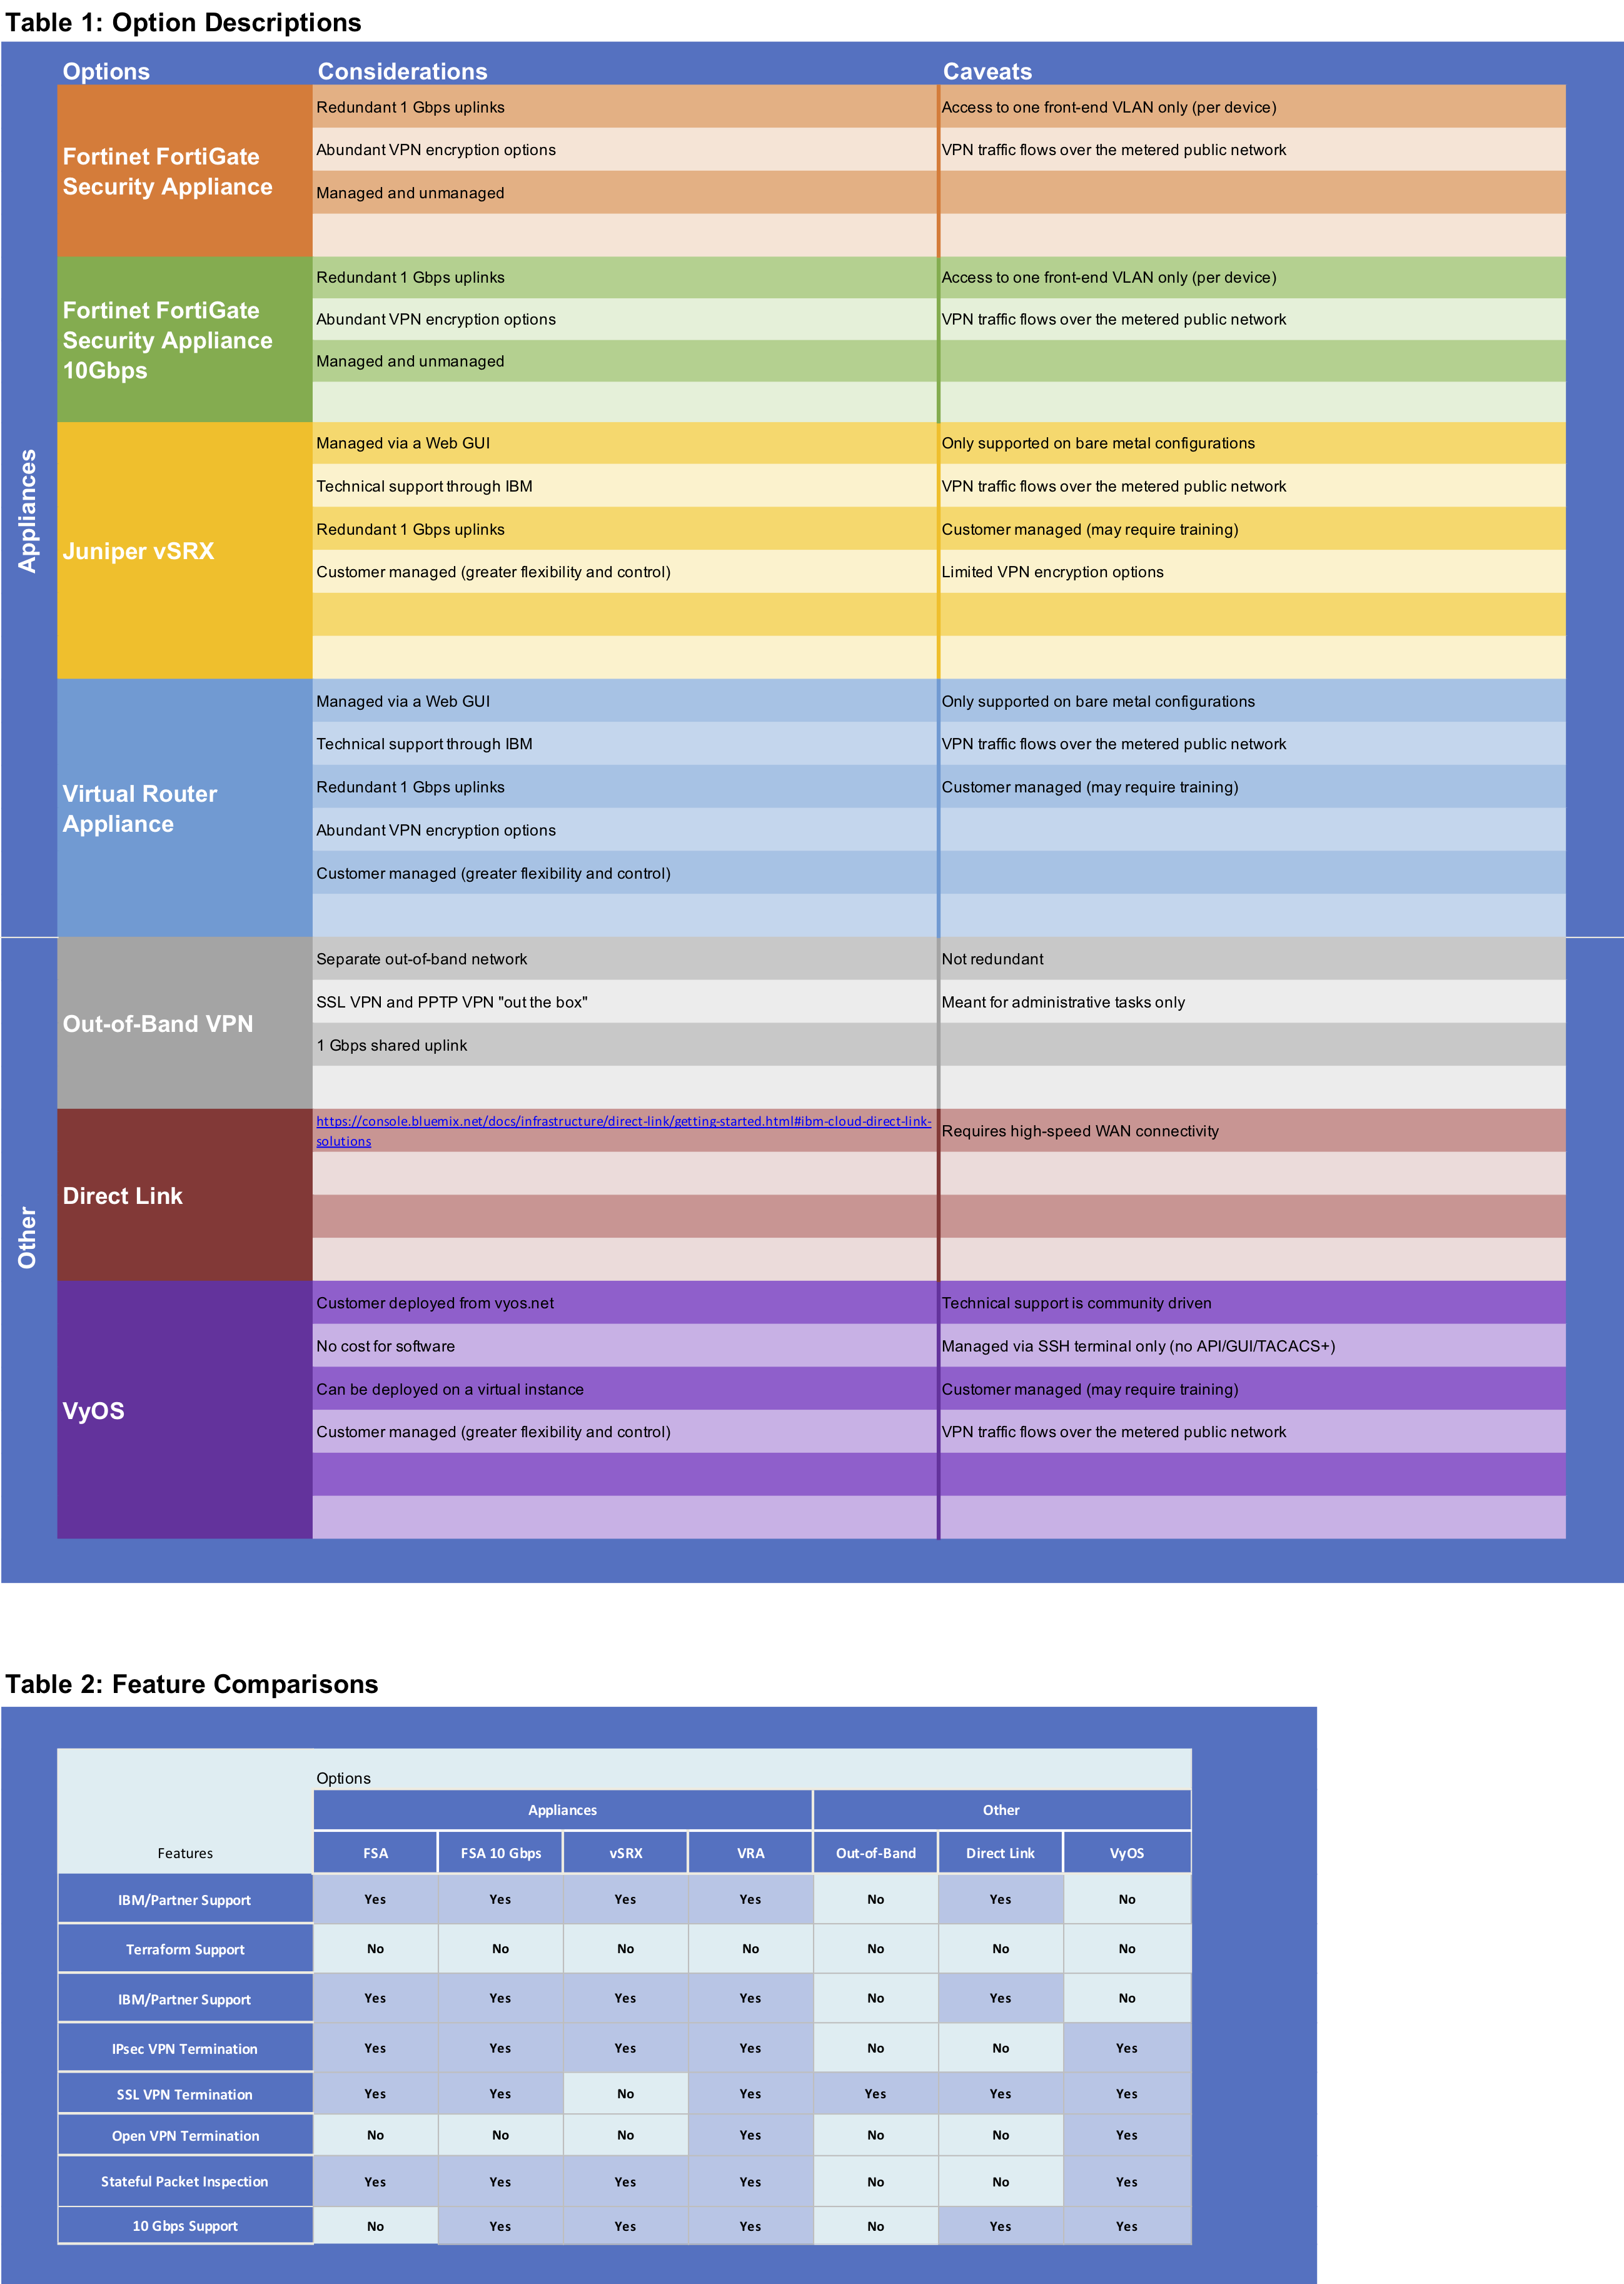 Table 1: Option Descriptions
Options Considerations Caveats
Appliances
Fortinet FortiGate
Security Appliance
Redundant 1 Gbps uplinks Access to one front-end VLAN only (per device)
Abundant VPN encryption options VPN traffic flows over the metered public network
Managed and unmanaged
Fortinet FortiGate
Security Appliance
10Gbps
Redundant 1 Gbps uplinks Access to one front-end VLAN only (per device)
Abundant VPN encryption options VPN traffic flows over the metered public network
Managed and unmanaged
Juniper vSRX
Managed via a Web GUI Only supported on bare metal configurations
Technical support through IBM VPN traffic flows over the metered public network
Redundant 1 Gbps uplinks Customer managed (may require training)
Customer managed (greater flexibility and control) Limited VPN encryption options
Virtual Router
Appliance
Managed via a Web GUI Only supported on bare metal configurations
Technical support through IBM VPN traffic flows over the metered public network
Redundant 1 Gbps uplinks Customer managed (may require training)
Abundant VPN encryption options
Customer managed (greater flexibility and control)
Other
Out-of-Band VPN
Separate out-of-band network Not redundant
SSL VPN and PPTP VPN "out the box" Meant for administrative tasks only
1 Gbps shared uplink
Direct Link
https://console.bluemix.net/docs/infrastructure/direct-link/getting-started.html#ibm-cloud-direct-link-
solutions
Requires high-speed WAN connectivity
VyOS
Customer deployed from vyos.net Technical support is community driven
No cost for software Managed via SSH terminal only (no API/GUI/TACACS+)
Can be deployed on a virtual instance Customer managed (may require training)
Customer managed (greater flexibility and control) VPN traffic flows over the metered public network
Table 2: Feature Comparisons
Options
Appliances Other
Features FSA FSA 10 Gbps vSRX VRA Out-of-Band Direct Link VyOS
IBM/Partner Support Yes Yes Yes Yes No Yes No
Terraform Support No No No No No No No
IBM/Partner Support Yes Yes Yes Yes No Yes No
IPsec VPN Termination Yes Yes Yes Yes No No Yes
SSL VPN Termination Yes Yes No Yes Yes Yes Yes
Open VPN Termination No No No Yes No No Yes
Stateful Packet Inspection Yes Yes Yes Yes No No Yes
10 Gbps Support No Yes Yes Yes No Yes Yes